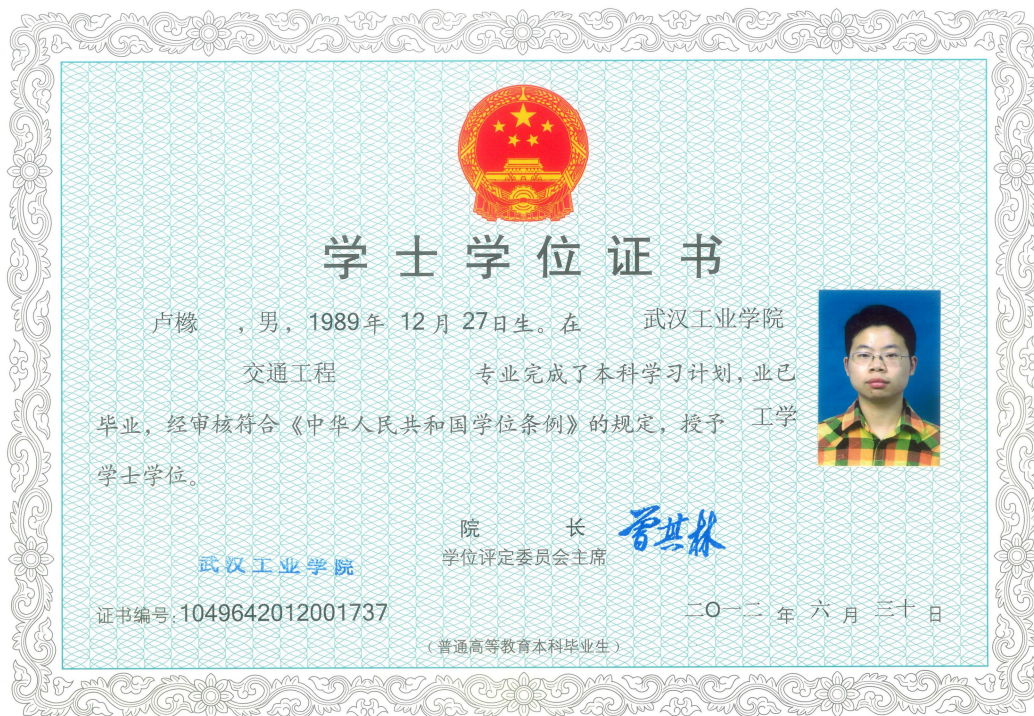 学士学位证书
卢橼 ，男，1989年 12月 27日生。在 武汉工业学院
交通工程 专业完成了本科学习计划，业已
毕业，经审核符合《中华人民共和国学位条例》的规定，授予 工学
学士学位。
院 长 曾其林
学位评定委员会主席
武汉工业学院
证书编号:1049642012001737
二O一二 年 六 月 三十 日
（普通高等教育本科毕业生）